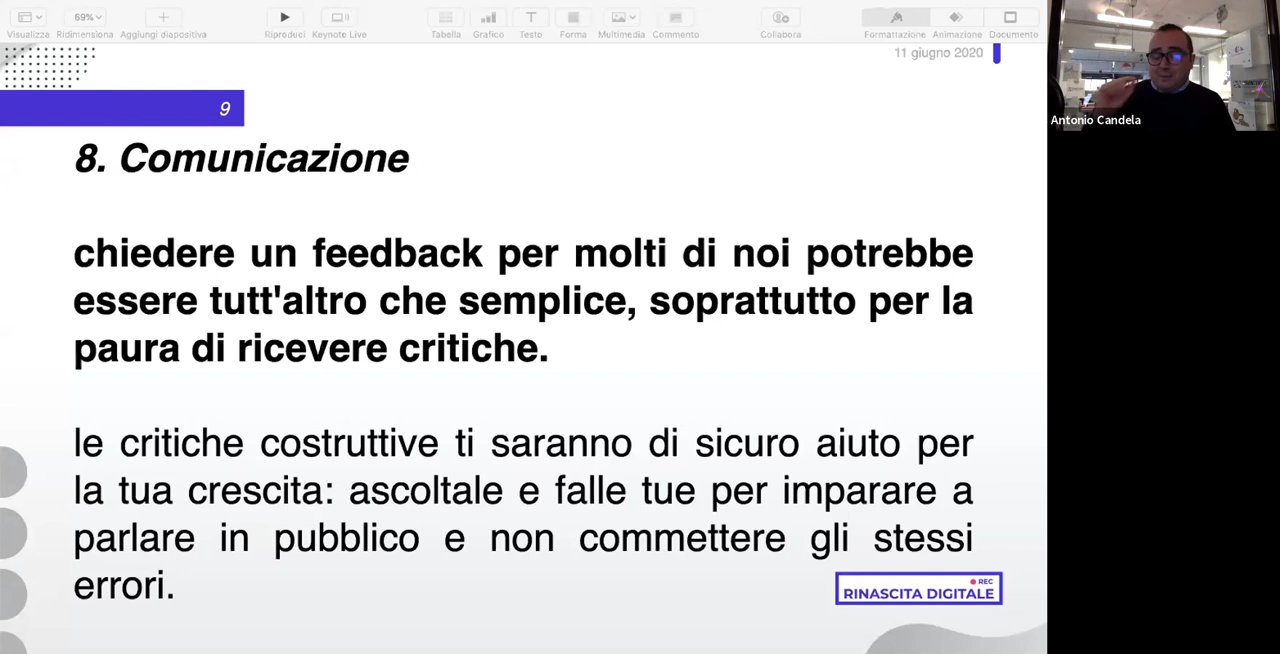 69%
Visualizza
Ridimensiona
Aggiungi diapositiva
Riproduci
Keynote Live
Tabella
Grafico
Testo
Forma
Multimedia
Commento
Collabora
Formattazione
Animazione
Documento
11 giugno 2020
Antonio Candela
9
8. Comunicazione
chiedere un feedback per molti di noi potrebbe
essere tutt'altro che semplice, soprattutto per la
paura di ricevere critiche.
le critiche costruttive ti saranno di sicuro aiuto per
la tua crescita: ascoltale e falle tue per imparare a
parlare in pubblico e non commettere gli stessi
errori.
REC
RINASCITA DIGITALE